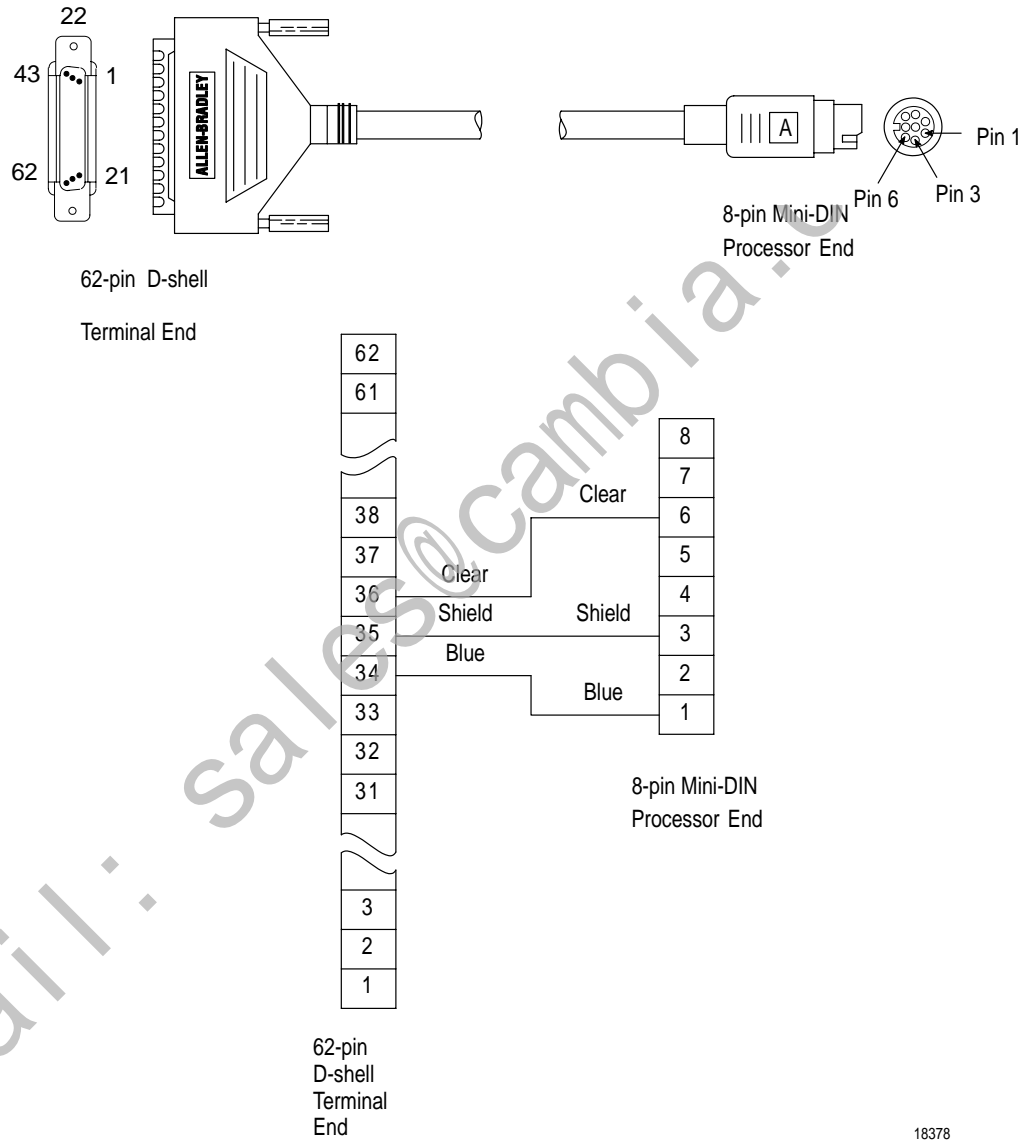 22
43
1
62
21
ALLEN-BRADLEY
A
Pin 1
Pin 6
Pin 3
8-pin Mini-DIN
Processor End
62-pin D-shell
Terminal End
62
61
38
37
36
35
34
33
32
31
3
2
1
Clear
Shield
Blue
Clear
Shield
Blue
8
7
6
5
4
3
2
1
8-pin Mini-DIN
Processor End
62-pin
D-shell
Terminal
End
18378
ail: sales@cambia.